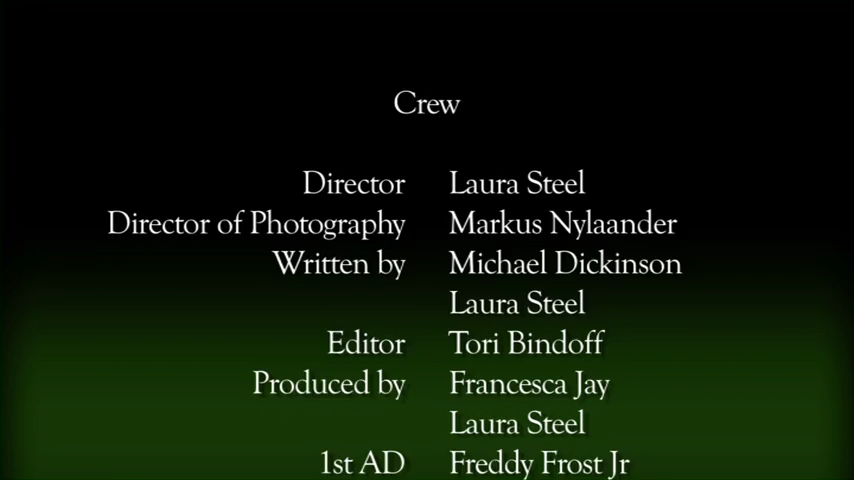 Crew
Director Laura Steel
Director of Photography Markus Nylaander
Written by Michael Dickinson
Laura Steel
Editor Tori Bindoff
Produced by Francesca Jay
Laura Steel
1st AD Freddy Frost Jr